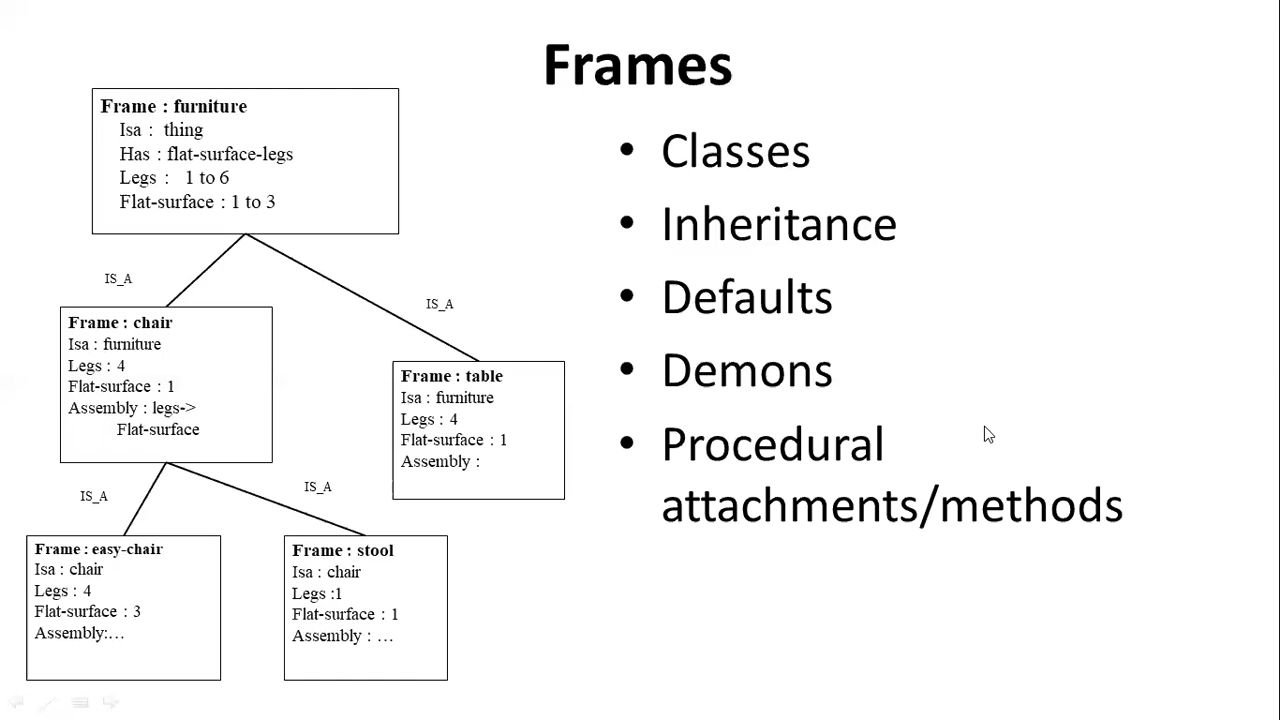 Frames
Frame : furniture
Isa : thing
Has : flat-surface-legs
Legs : 1 to 6
Flat-surface : 1 to 3
IS_A
IS_A
Frame : chair
Isa : furniture
Legs : 4
Flat-surface : 1
Assembly : legs->
Flat-surface
Frame : table
Isa : furniture
Legs : 4
Flat-surface : 1
Assembly :
IS_A
IS_A
Frame : easy-chair
Isa : chair
Legs : 4
Flat-surface : 3
Assembly:…
Frame : stool
Isa : chair
Legs :1
Flat-surface : 1
Assembly : …
• Classes
• Inheritance
• Defaults
• Demons
• Procedural
attachments/methods